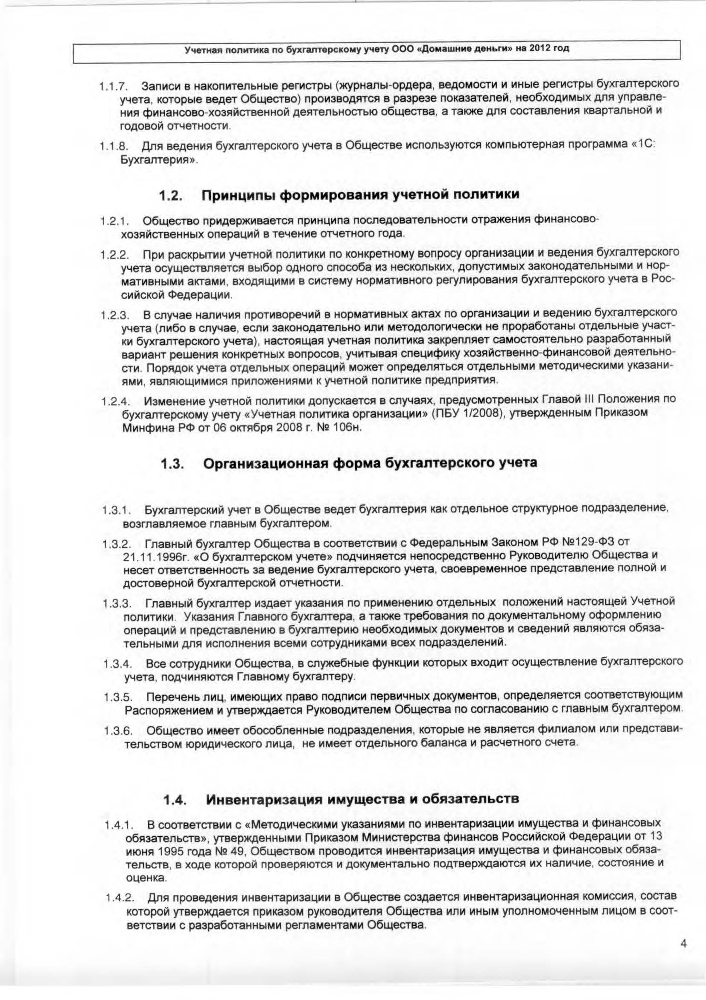 Учетная политика по бухгалтерскому учету ООО «Домашние деньги» на 2012 год
1.1.7. Записи в накопительные регистры (журналы-ордера, ведомости и иные регистры бухгалтерского
учета, которые ведет Общество) производятся в разрезе показателей, необходимых для управле-
ния финансово-хозяйственной деятельностью общества, а также для составления квартальной и
годовой отчетности.
1.1.8. Для ведения бухгалтерского учета в Обществе используются компьютерная программа «1С:
Бухгалтерия».
1.2. Принципы формирования учетной политики
1.2.1. Общество придерживается принципа последовательности отражения финансово-
хозяйственных операций в течение отчетного года.
1.2.2. При раскрытии учетной политики по конкретному вопросу организации и ведения бухгалтерского
учета осуществляется выбор одного способа из нескольких, допустимых законодательными и нор-
мативными актами, входящими в систему нормативного регулирования бухгалтерского учета в Рос-
сийской Федерации.
1.2.3. В случае наличия противоречий в нормативных актах по организации и ведению бухгалтерского
учета (либо в случае, если законодательно или методологически не проработаны отдельные участ-
ки бухгалтерского учета), настоящая учетная политика закрепляет самостоятельно разработанный
вариант решения конкретных вопросов, учитывая специфику хозяйственно-финансовой деятельно-
сти. Порядок учета отдельных операций может определяться отдельными методическими указани-
ями, являющимися приложениями к учетной политике предприятия.
1.2.4. Изменение учетной политики допускается в случаях, предусмотренных Главой III Положения по
бухгалтерскому учету «Учетная политика организации» (ПБУ 1/2008), утвержденным Приказом
Минфина РФ от 06 октября 2008 г. № 106н.
1.3. Организационная форма бухгалтерского учета
1.3.1. Бухгалтерский учет в Обществе ведет бухгалтерия как отдельное структурное подразделение,
возглавляемое главным бухгалтером.
1.3.2. Главный бухгалтер Общества в соответствии с Федеральным Законом РФ №129-ФЗ от
21.11.1996г. «О бухгалтерском учете» подчиняется непосредственно Руководителю Общества и
несет ответственность за ведение бухгалтерского учета, своевременное представление полной и
достоверной бухгалтерской отчетности.
1.3.3. Главный бухгалтер издает указания по применению отдельных положений настоящей Учетной
политики. Указания Главного бухгалтера, а также требования по документальному оформлению
операций и представлению в бухгалтерию необходимых документов и сведений являются обяза-
тельными для исполнения всеми сотрудниками всех подразделений.
1.3.4. Все сотрудники Общества, в служебные функции которых входит осуществление бухгалтерского
учета, подчиняются Главному бухгалтеру.
1.3.5. Перечень лиц, имеющих право подписи первичных документов, определяется соответствующим
Распоряжением и утверждается Руководителем Общества по согласованию с главным бухгалтером.
1.3.6. Общество имеет обособленные подразделения, которые не является филиалом или представи-
тельством юридического лица, не имеет отдельного баланса и расчетного счета.
1.4. Инвентаризация имущества и обязательств
1.4.1. В соответствии с «Методическими указаниями по инвентаризации имущества и финансовых
обязательств», утвержденными Приказом Министерства финансов Российской Федерации от 13
июня 1995 года № 49, Обществом проводится инвентаризация имущества и финансовых обяза-
тельств, в ходе которой проверяются и документально подтверждаются их наличие, состояние и
оценка.
1.4.2. Для проведения инвентаризации в Обществе создается инвентаризационная комиссия, состав
которой утверждается приказом руководителя Общества или иным уполномоченным лицом в соот-
ветствии с разработанными регламентами Общества.
4